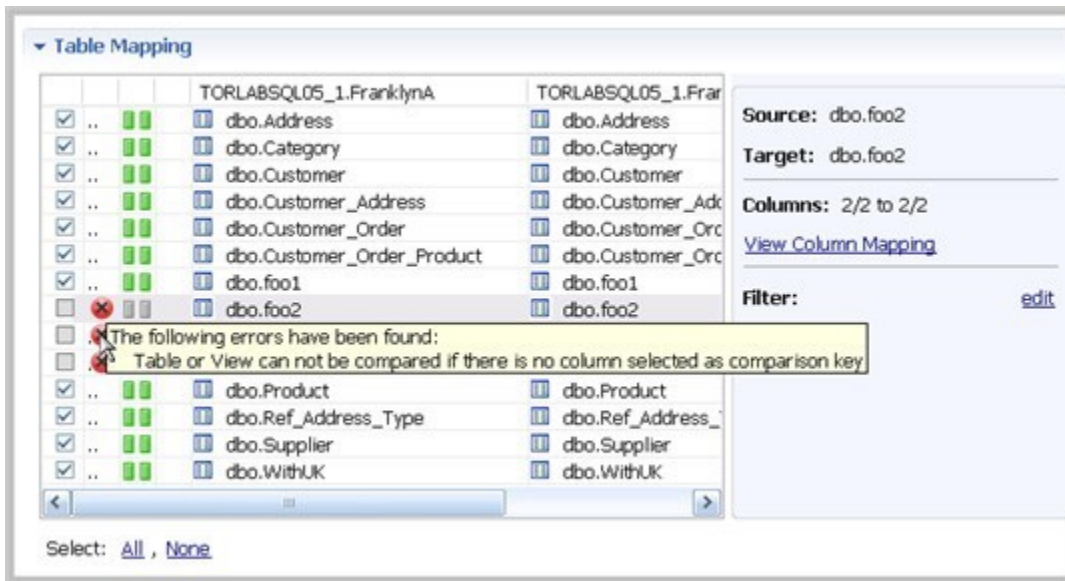 Table Mapping
TORLABSQL05_1.FranklynA TORLABSQL05_1.Frar
.. dbo.Address dbo.Address
.. dbo.Category dbo.Category
.. dbo.Customer dbo.Customer
.. dbo.Customer_Address dbo.Customer_Adc
.. dbo.Customer_Order dbo.Customer_Orc
.. dbo.Customer_Order_Product dbo.Customer_Orc
.. dbo.foo1 dbo.foo1
dbo.foo2 dbo.foo2
The following errors have been found:
Table or View can not be compared if there is no column selected as comparison key
.. dbo.Product dbo.Product
.. dbo.Ref_Address_Type dbo.Ref_Address_
.. dbo.Supplier dbo.Supplier
.. dbo.WithUK dbo.WithUK
Source: dbo.foo2
Target: dbo.foo2
Columns: 2/2 to 2/2
View Column Mapping
Filter: edit
Select: All , None